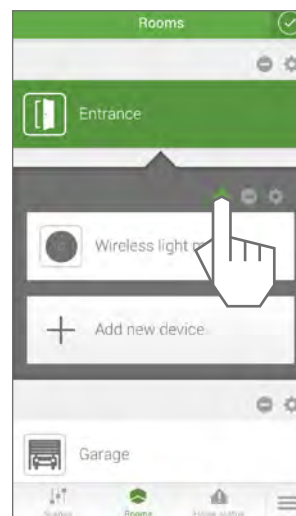 Rooms
Entrance
Wireless light
Add new device
Garage
Rooms